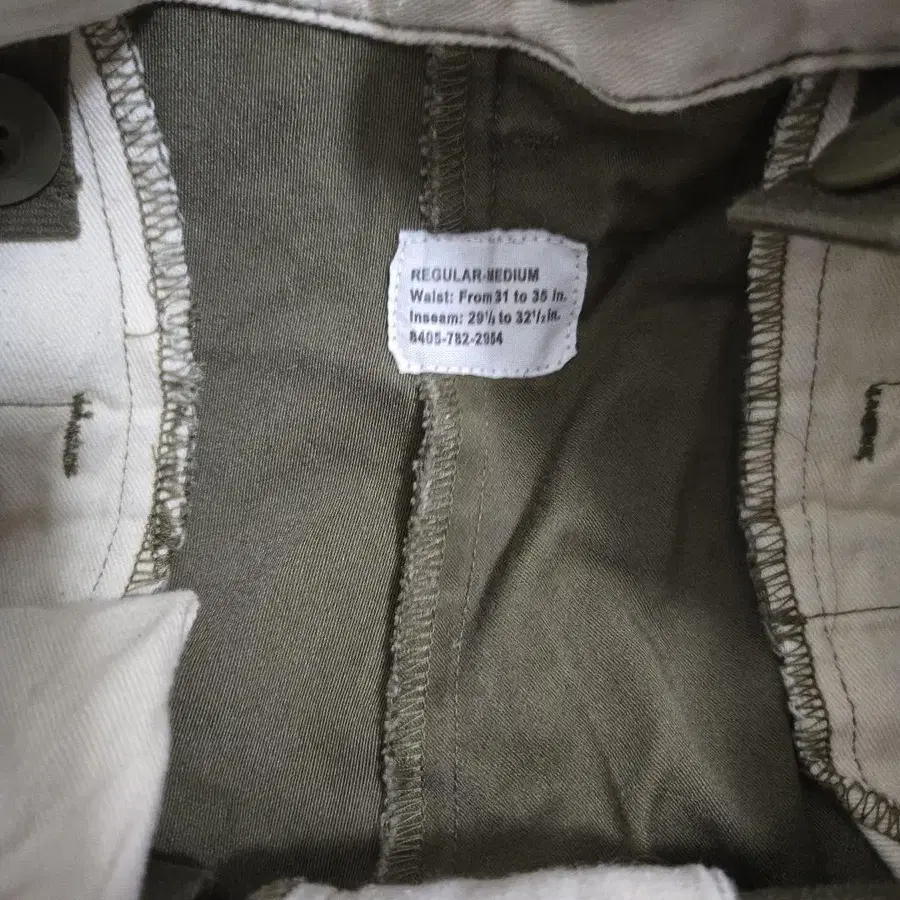 REGULAR-MEDIUM
Waist: From 31 to 35 in.
Inseam: 29½ to 32½ in.
8405-782-2954